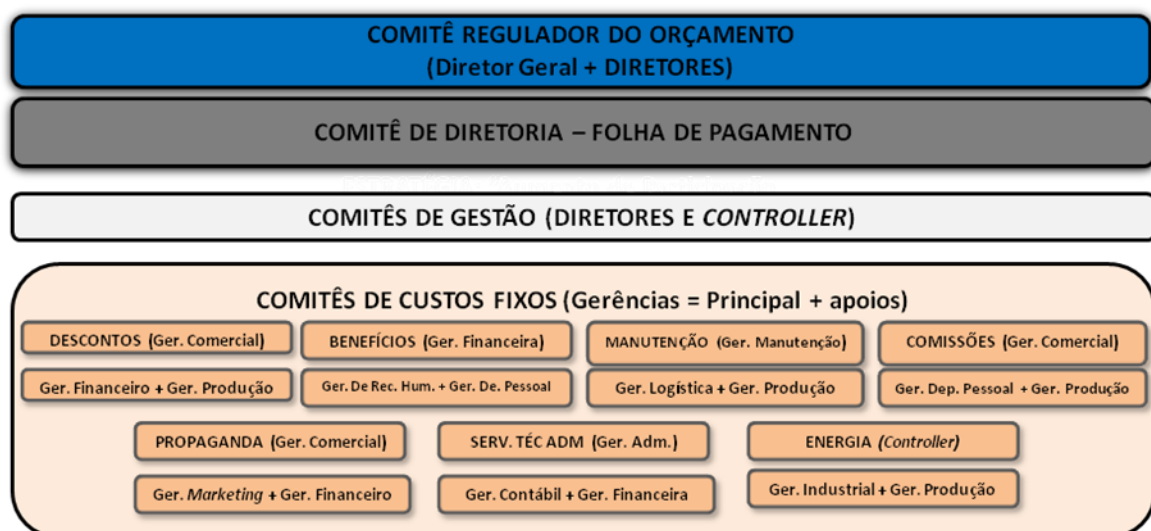 COMITÊ REGULADOR DO ORÇAMENTO
(Diretor Geral + DIRETORES)
COMITÊ DE DIRETORIA – FOLHA DE PAGAMENTO
COMITÊS DE GESTÃO (DIRETORES E CONTROLLER)
COMITÊS DE CUSTOS FIXOS (Gerências = Principal + apoios)
DESCONTOS (Ger. Comercial)
BENEFÍCIOS (Ger. Financeira)
MANUTENÇÃO (Ger. Manutenção)
COMISSÕES (Ger. Comercial)
Ger. Financeiro + Ger. Produção
Ger. De Rec. Hum. + Ger. De. Pessoal
Ger. Logística + Ger. Produção
Ger. Dep. Pessoal + Ger. Produção
PROPAGANDA (Ger. Comercial)
SERV. TÉC ADM (Ger. Adm.)
ENERGIA (Controller)
Ger. Marketing + Ger. Financeiro
Ger. Contábil + Ger. Financeira
Ger. Industrial + Ger. Produção